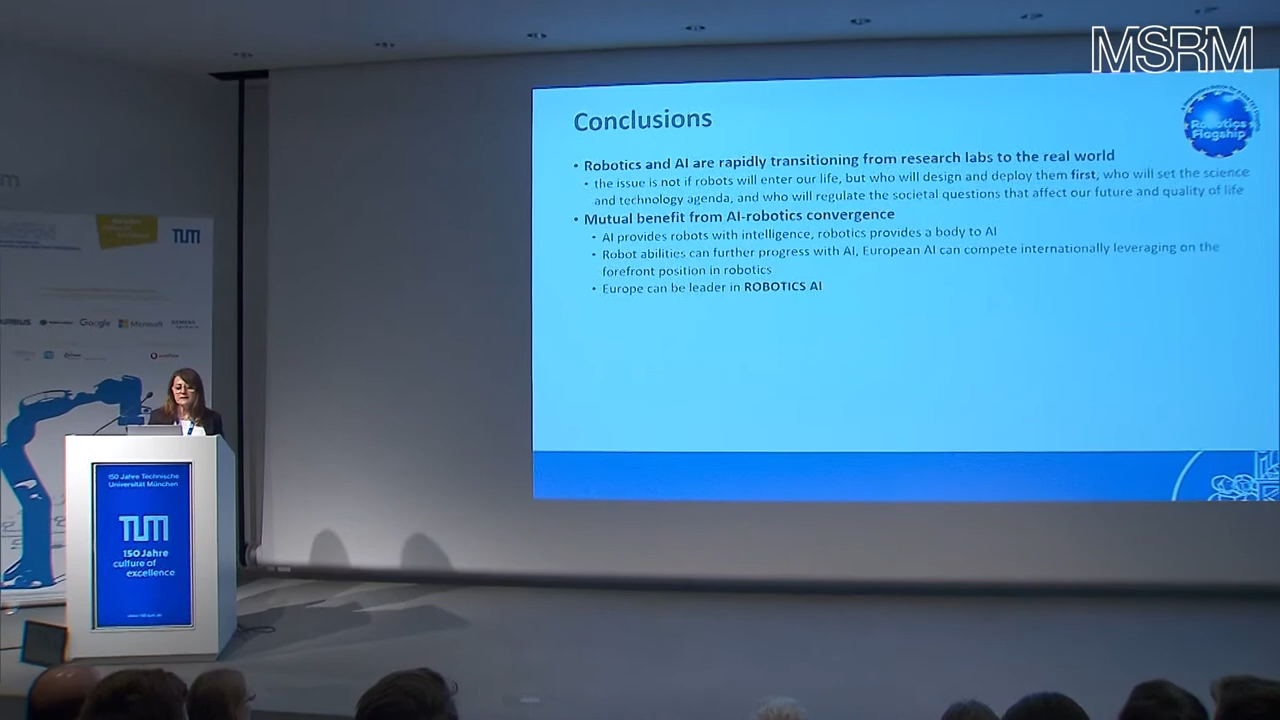 MSRM
Conclusions
Robotics Flagship
• Robotics and AI are rapidly transitioning from research labs to the real world
• the issue is not if robots will enter our life, but who will design and deploy them first, who will set the science
and technology agenda, and who will regulate the societal questions that affect our future and quality of life
• Mutual benefit from AI-robotics convergence
• AI provides robots with intelligence, robotics provides a body to AI
• Robot abilities can further progress with AI, European AI can compete internationally leveraging on the
forefront position in robotics
• Europe can be leader in ROBOTICS AI
MSRM
TUM
Google
Microsoft
150 Jahre Technische
Universität München
TUM
150 Jahre
culture of
excellence